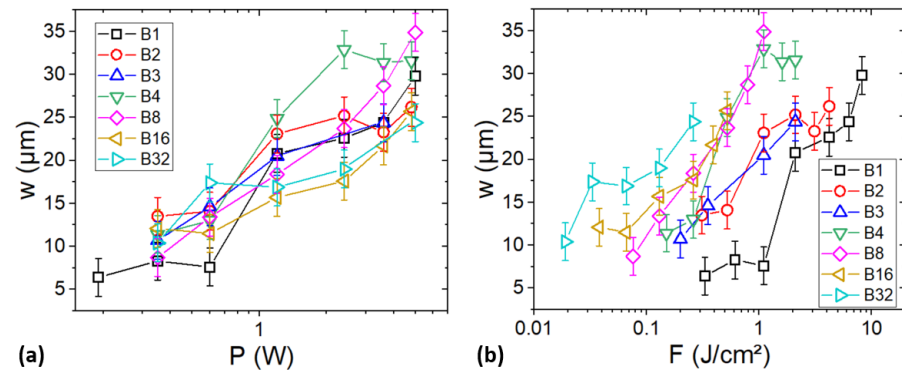 35
30
25
20
15
10
5
w (µm)
B1
B2
B3
B4
B8
B16
B32
1
P (W)
(a)
35
30
25
20
15
10
5
w (µm)
B1
B2
B3
B4
B8
B16
B32
0.01 0.1 1 10
F (J/cm²)
(b)